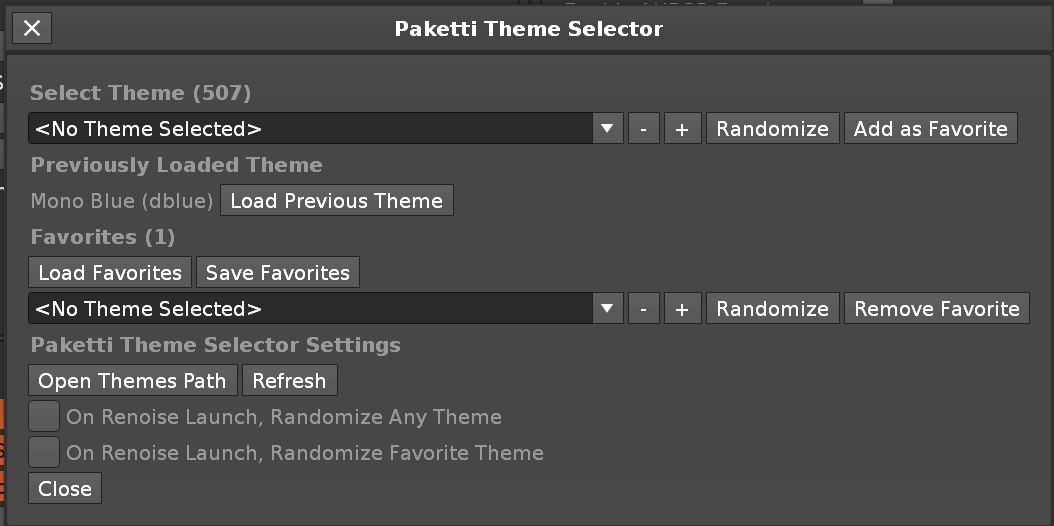 Paketti Theme Selector
Select Theme (507)
<No Theme Selected> - + Randomize Add as Favorite
Previously Loaded Theme
Mono Blue (dblue) Load Previous Theme
Favorites (1)
Load Favorites Save Favorites
<No Theme Selected> - + Randomize Remove Favorite
Paketti Theme Selector Settings
Open Themes Path Refresh
On Renoise Launch, Randomize Any Theme
On Renoise Launch, Randomize Favorite Theme
Close